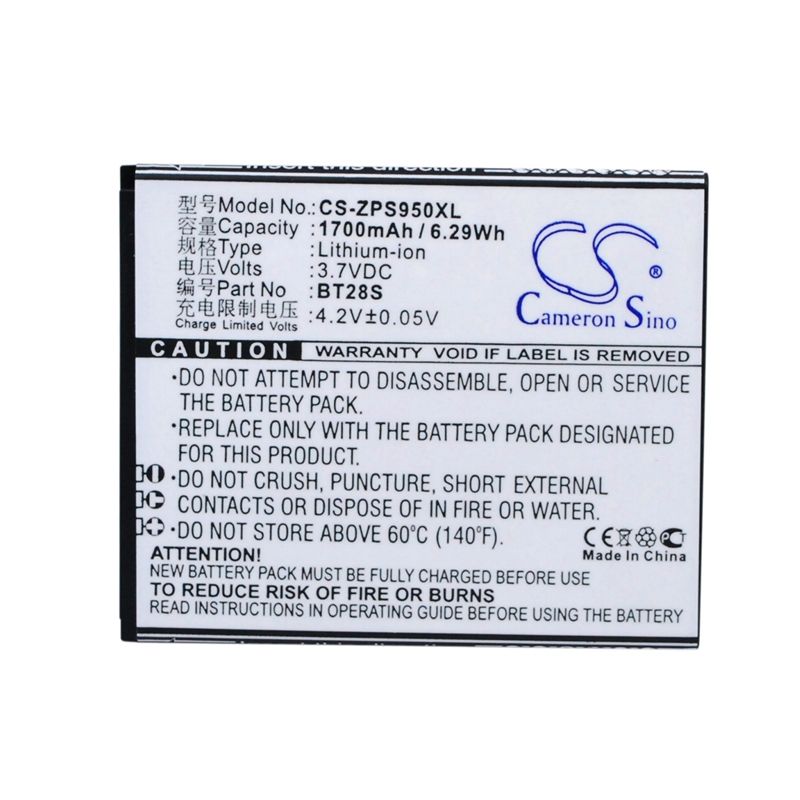 Insert this direction
型号Model No.:CS-ZPS950XL
容量Capacity:1700mAh / 6.29Wh
规格Type:Lithium-ion
电压Volts:3.7VDC
编号Part No:BT28S
充电限制电压:4.2V±0.05V
Charge Limited Volts
CS®
Cameron Sino
CAUTION WARRANTY VOID IF LABEL IS REMOVED
•DO NOT ATTEMPT TO DISASSEMBLE, OPEN OR SERVICE
THE BATTERY PACK.
•REPLACE ONLY WITH THE BATTERY PACK DESIGNATED FOR
THIS PRODUCT.
•DO NOT CRUSH, PUNCTURE, SHORT EXTERNAL
CONTACTS OR DISPOSE OF IN FIRE OR WATER.
•DO NOT STORE ABOVE 60°C (140°F).
CE
Made In China
ATTENTION!
NEW BATTERY PACK MUST BE FULLY CHARGED BEFORE USE
TO REDUCE RISK OF FIRE OR BURNS
READ INSTRUCTIONS IN OPERATING GUIDE BEFORE USING THE BATTERY